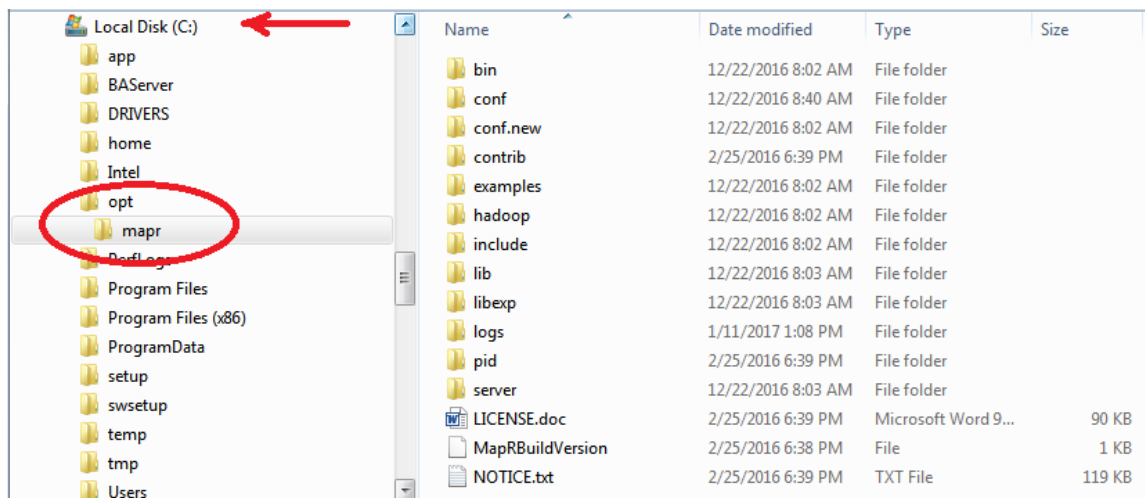 Local Disk (C:)
app
BAServer
DRIVERS
home
Intel
opt
mapr
PerfLogs
Program Files
Program Files (x86)
ProgramData
setup
swsetup
temp
tmp
Users
Name Date modified Type Size
bin 12/22/2016 8:02 AM File folder
conf 12/22/2016 8:40 AM File folder
conf.new 12/22/2016 8:02 AM File folder
contrib 2/25/2016 6:39 PM File folder
examples 12/22/2016 8:02 AM File folder
hadoop 12/22/2016 8:02 AM File folder
include 12/22/2016 8:02 AM File folder
lib 12/22/2016 8:03 AM File folder
libexp 12/22/2016 8:03 AM File folder
logs 1/11/2017 1:08 PM File folder
pid 2/25/2016 6:39 PM File folder
server 12/22/2016 8:03 AM File folder
LICENSE.doc 2/25/2016 6:39 PM Microsoft Word 9... 90 KB
MapRBuildVersion 2/25/2016 6:38 PM File 1 KB
NOTICE.txt 2/25/2016 6:39 PM TXT File 119 KB